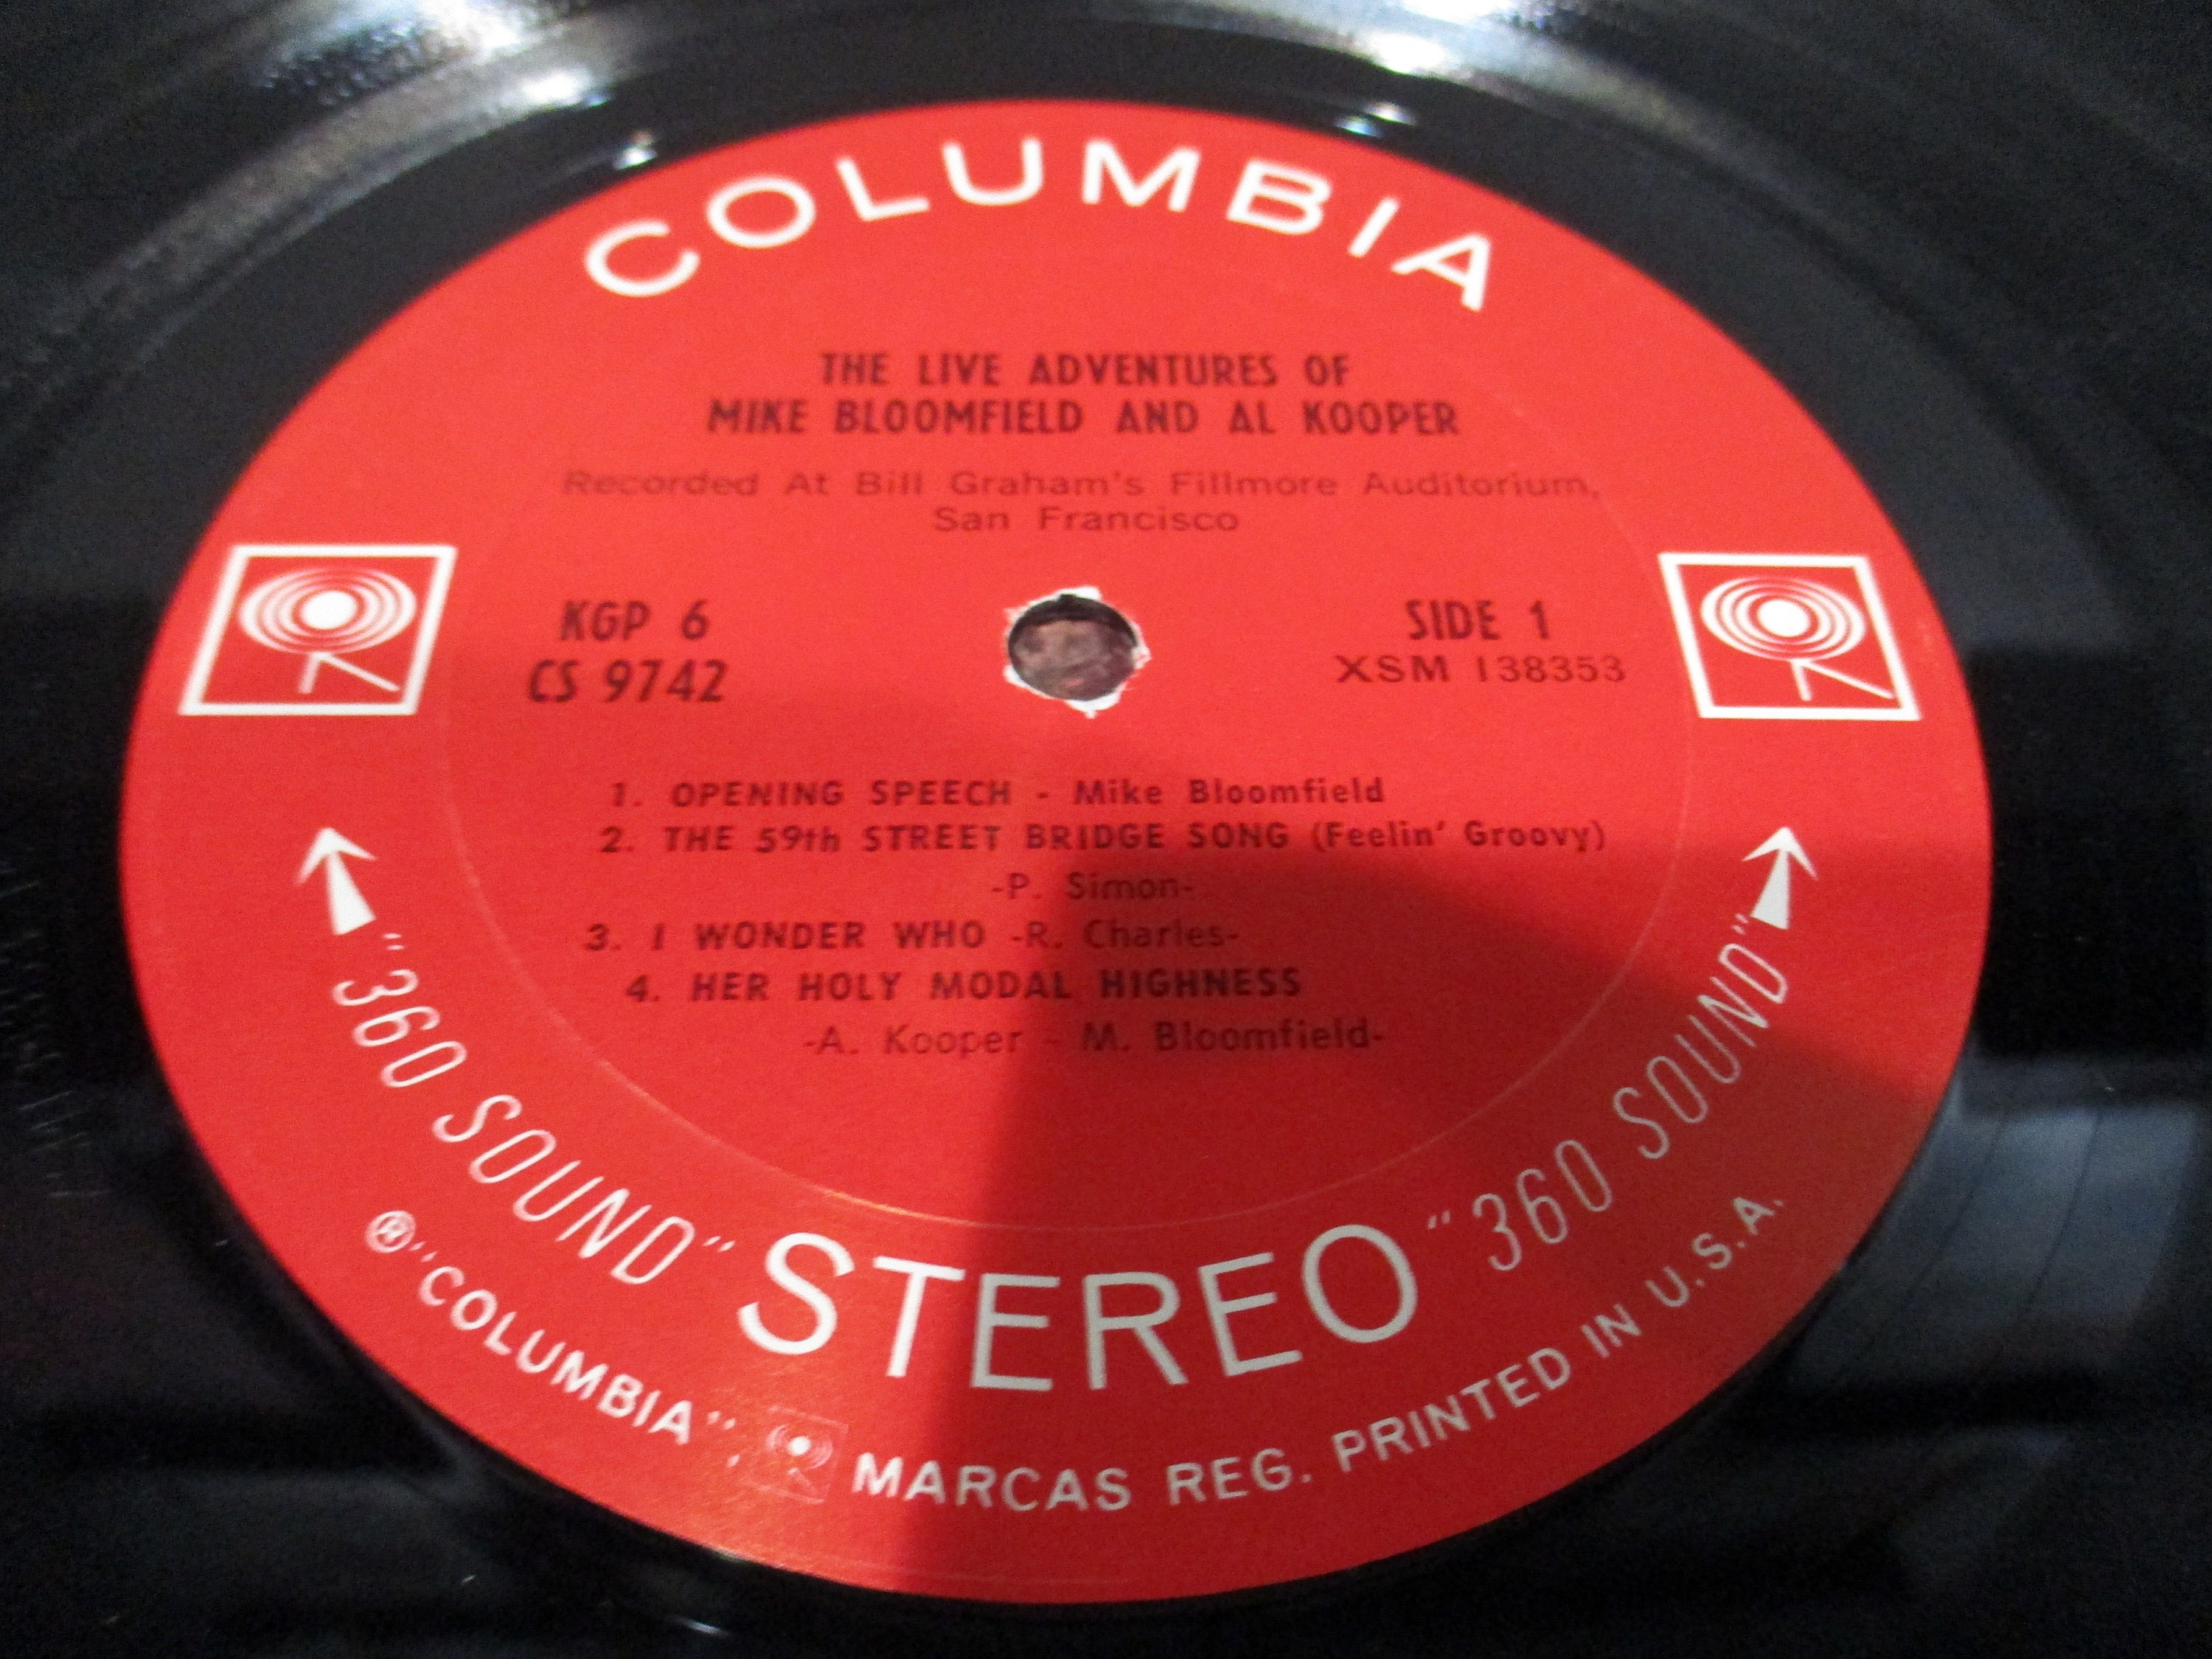 COLUMBIA
THE LIVE ADVENTURES OF
MIKE BLOOMFIELD AND AL KOOPER
Recorded At Bill Graham's Fillmore Auditorium,
San Francisco
KGP 6
CS 9742
SIDE 1
XSM 138353
1. OPENING SPEECH - Mike Bloomfield
2. THE 59th STREET BRIDGE SONG (Feelin' Groovy)
-P. Simon-
3. I WONDER WHO -R. Charles-
4. HER HOLY MODAL HIGHNESS
-A. Kooper - M. Bloomfield-
"360 SOUND" STEREO "360 SOUND"
® "COLUMBIA", MARCAS REG. PRINTED IN U.S.A.